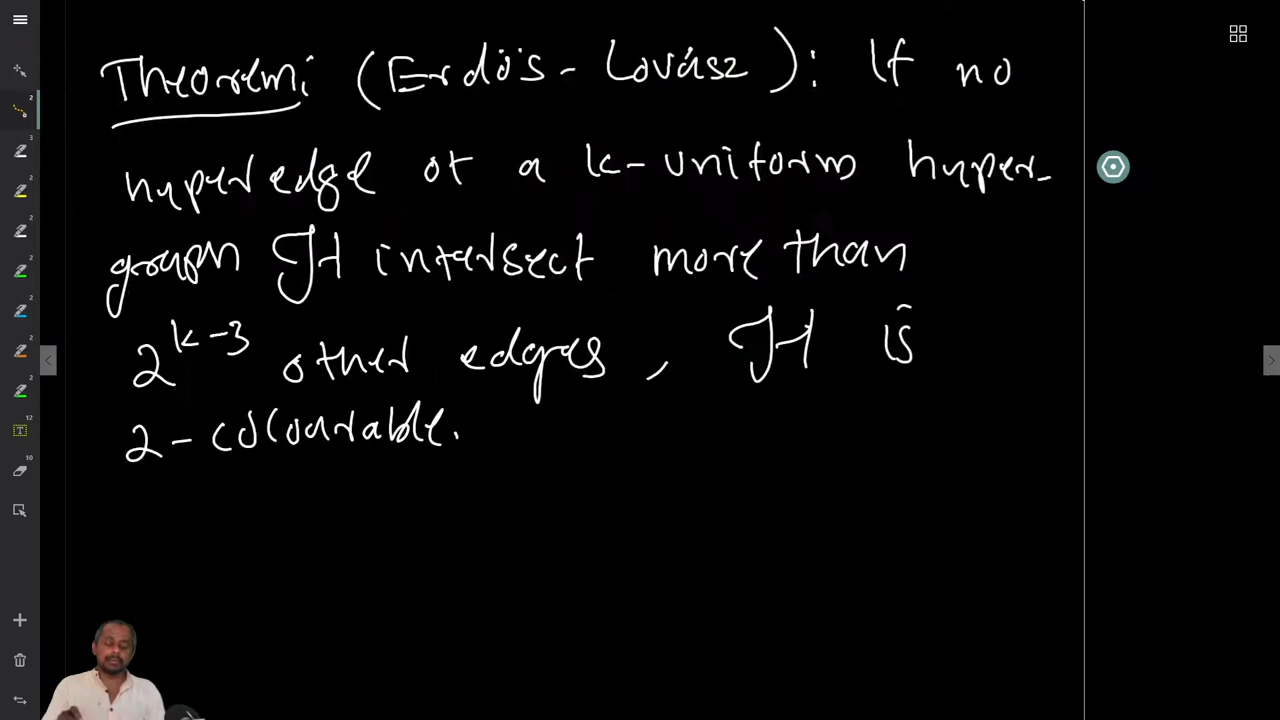 Theorem: (Erdös - Lovász): If no
hyperedge of a k-uniform hyper-
graph H intersect more than
2^{k-3} other edges, H is
2-colourable.